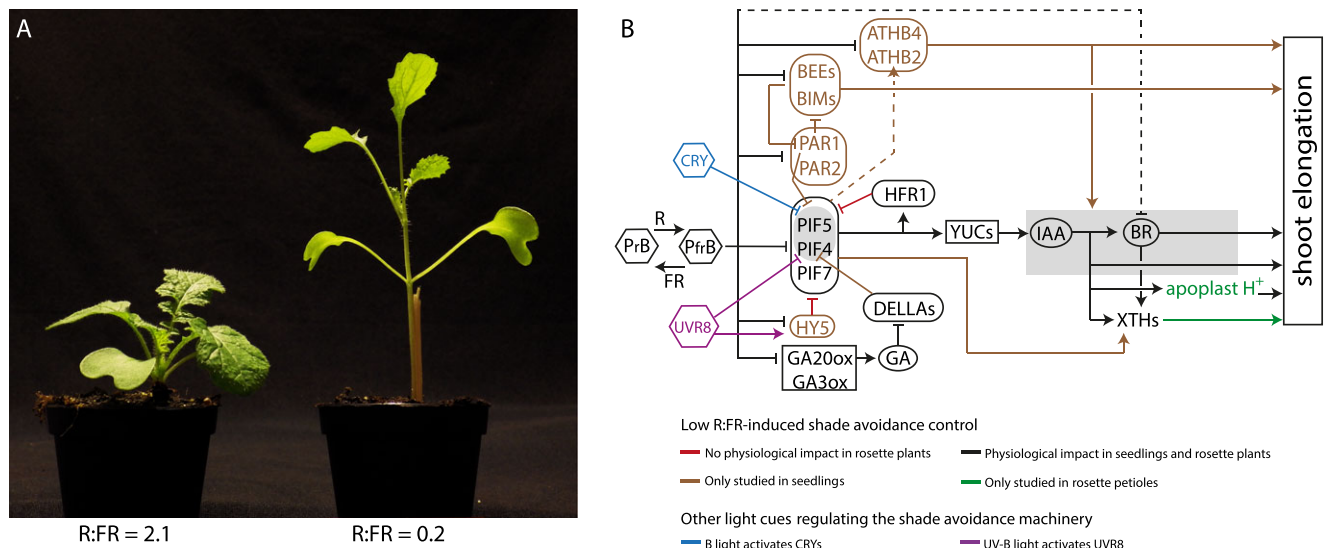 A
R:FR = 2.1
R:FR = 0.2
B
ATHB4
ATHB2
BEEs
BIMs
PAR1
PAR2
CRY
HFR1
PIF5
PIF4
PIF7
R
PrB
PfrB
FR
YUCs
IAA
BR
apoplast H+
DELLAs
XTHs
UVR8
HY5
GA20ox
GA3ox
GA
shoot elongation
Low R:FR-induced shade avoidance control
No physiological impact in rosette plants
Physiological impact in seedlings and rosette plants
Only studied in seedlings
Only studied in rosette petioles
Other light cues regulating the shade avoidance machinery
B light activates CRYs
UV-B light activates UVR8